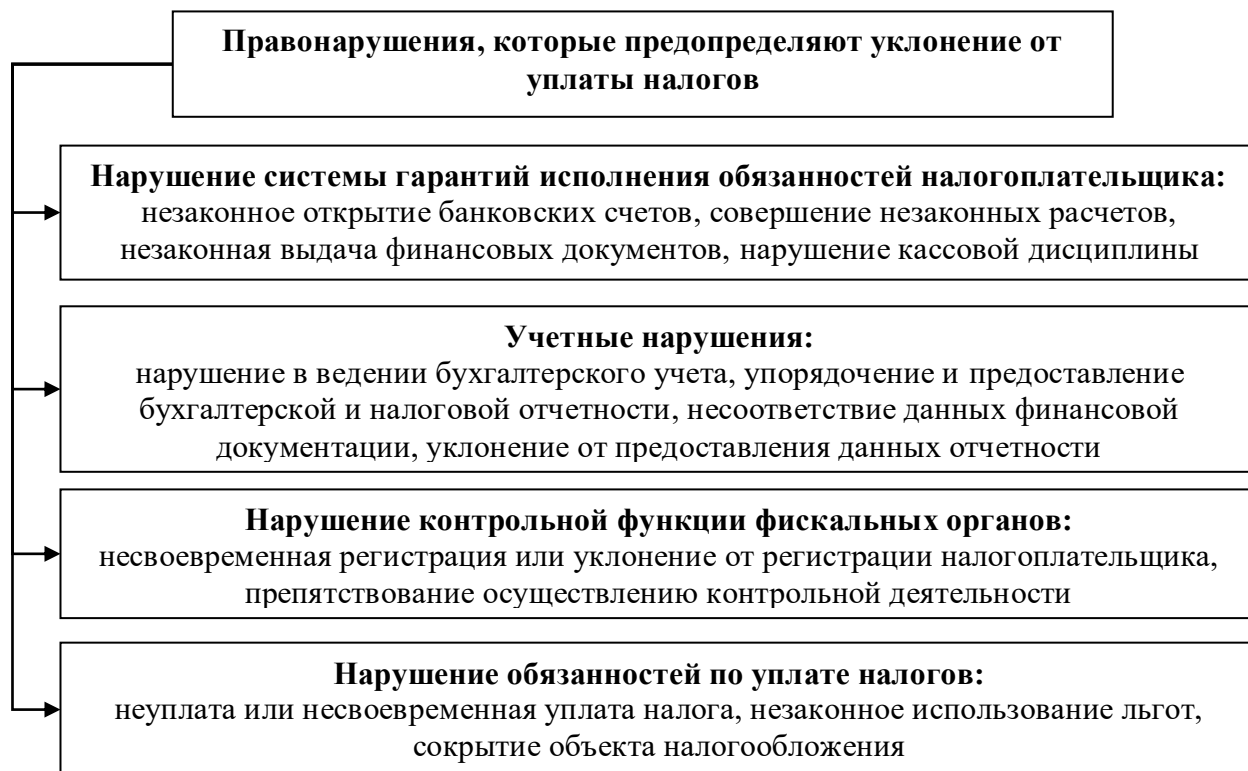 Правонарушения, которые предопределяют уклонение от
уплаты налогов
Нарушение системы гарантий исполнения обязанностей налогоплательщика:
незаконное открытие банковских счетов, совершение незаконных расчетов,
незаконная выдача финансовых документов, нарушение кассовой дисциплины
Учетные нарушения:
нарушение в ведении бухгалтерского учета, упорядочение и предоставление
бухгалтерской и налоговой отчетности, несоответствие данных финансовой
документации, уклонение от предоставления данных отчетности
Нарушение контрольной функции фискальных органов:
несвоевременная регистрация или уклонение от регистрации налогоплательщика,
препятствование осуществлению контрольной деятельности
Нарушение обязанностей по уплате налогов:
неуплата или несвоевременная уплата налога, незаконное использование льгот,
сокрытие объекта налогообложения